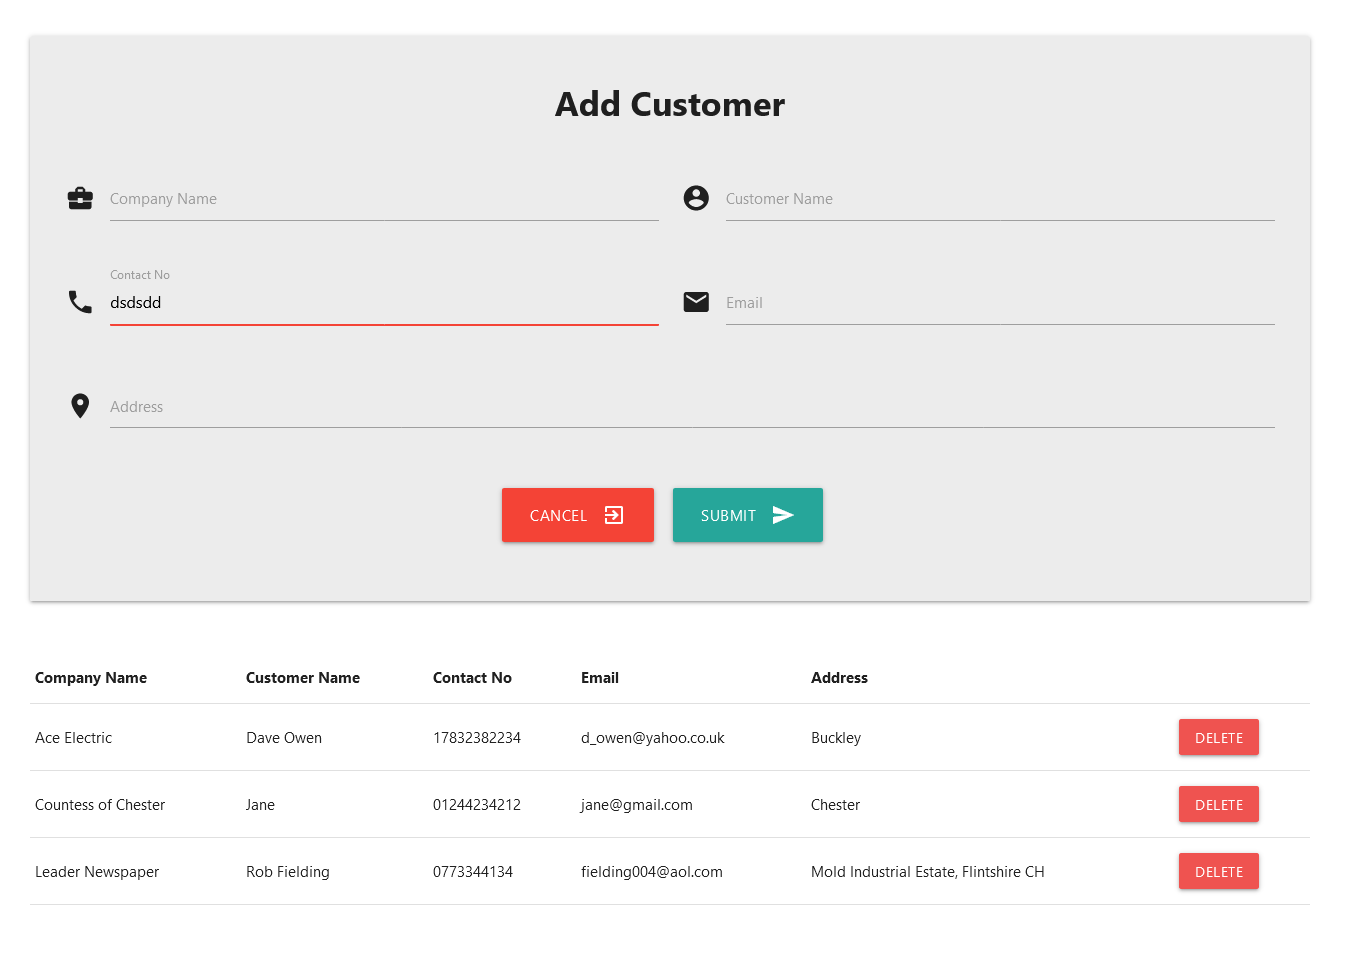 Add Customer
Company Name
Customer Name
Contact No
dsdsdd
Email
Address
CANCEL SUBMIT
Company Name Customer Name Contact No Email Address
Ace Electric Dave Owen 17832382234 d_owen@yahoo.co.uk Buckley DELETE
Countess of Chester Jane 01244234212 jane@gmail.com Chester DELETE
Leader Newspaper Rob Fielding 0773344134 fielding004@aol.com Mold Industrial Estate, Flintshire CH DELETE